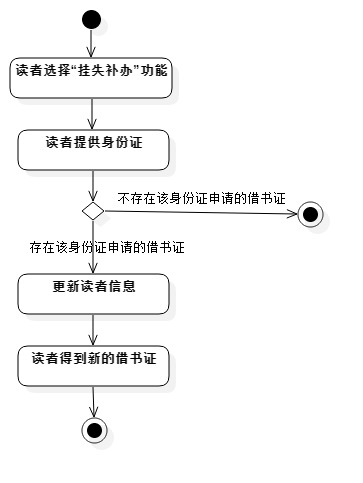 读者选择“挂失补办”功能
读者提供身份证
不存在该身份证申请的借书证
存在该身份证申请的借书证
更新读者信息
读者得到新的借书证